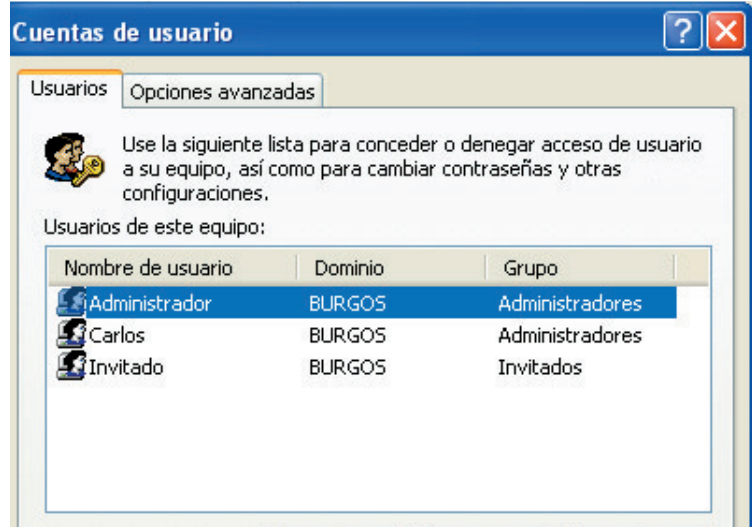 Cuentas de usuario
Usuarios
Opciones avanzadas
Use la siguiente lista para conceder o denegar acceso de usuario
a su equipo, así como para cambiar contraseñas y otras
configuraciones.
Usuarios de este equipo:
Nombre de usuario Dominio Grupo
Administrador BURGOS Administradores
Carlos BURGOS Administradores
Invitado BURGOS Invitados